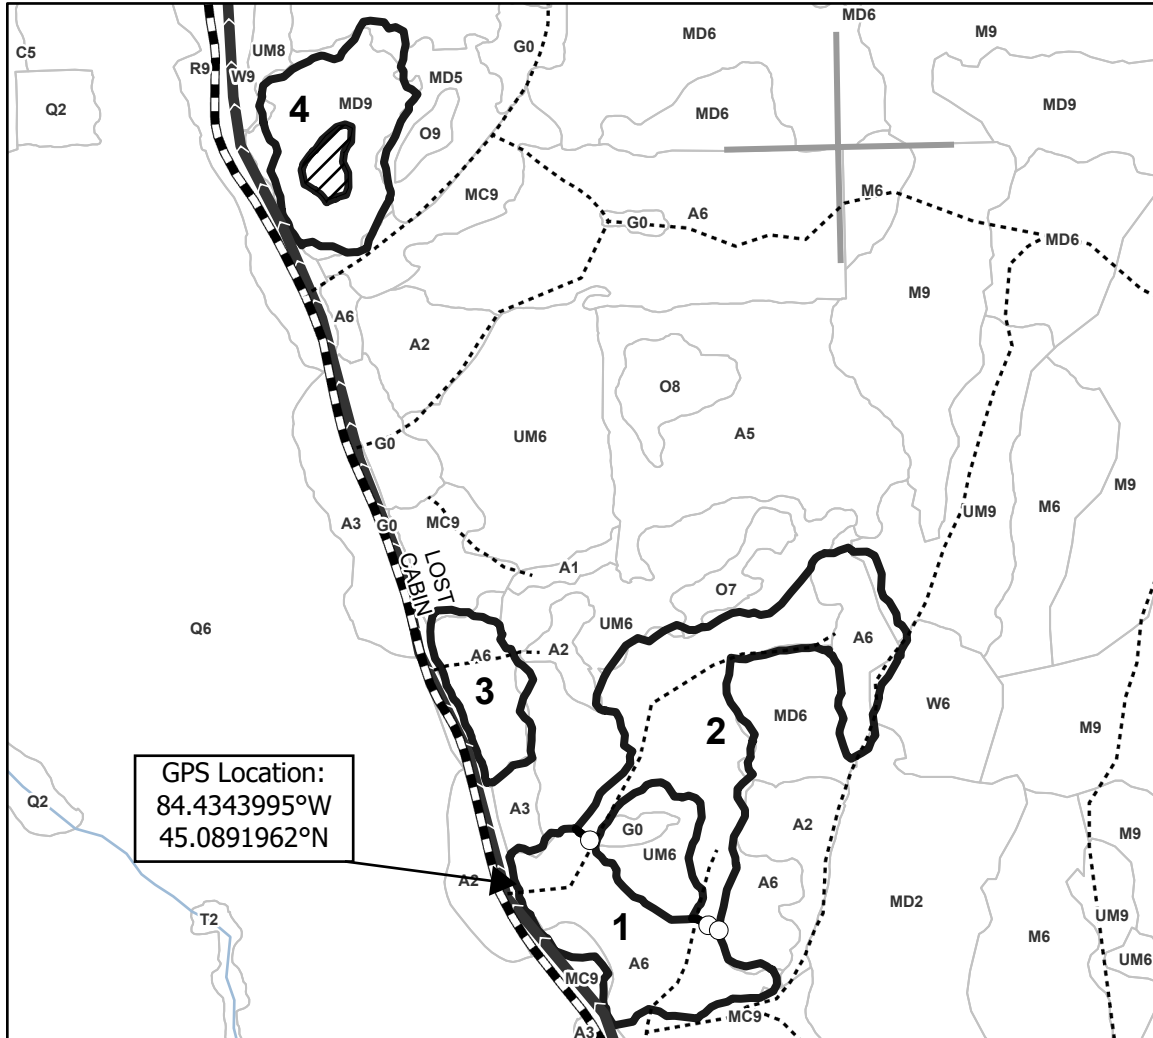 MD6
C5
UM8
G0
MD6
M9
R9
W9
MD5
Q2
4
MD9
MD6
MD9
O9
MC9
M6
A6
G0
MD6
M9
A6
A2
O8
UM6
A5
G0
M9
A3
G0
MC9
UM9
M6
LOST
CABIN
A1
O7
Q6
UM6
A6
A6
A2
3
W6
MD6
2
M9
GPS Location:
84.4343995°W
45.0891962°N
Q2
A3
G0
A2
M9
UM6
A2
A6
MD2
T2
1
UM9
M6
A6
UM6
MC9
MC9
A3